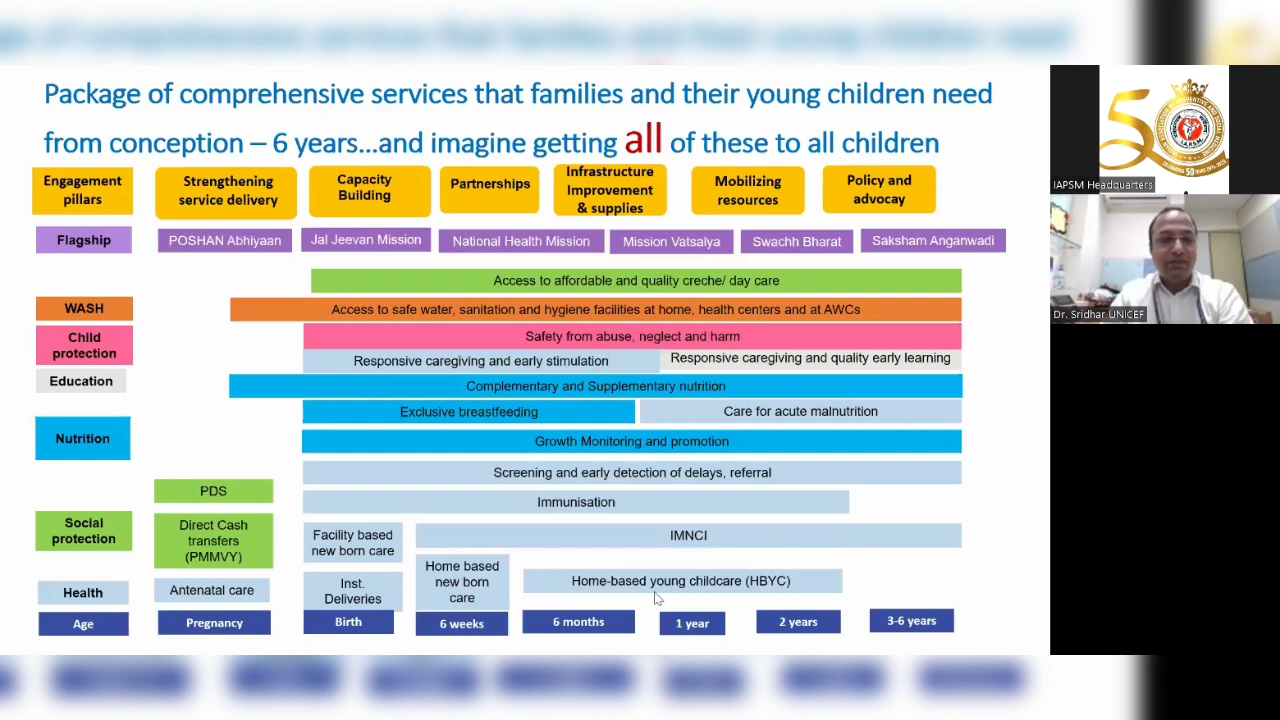 Package of comprehensive services that families and their young children need
from conception – 6 years...and imagine getting all of these to all children
Engagement
pillars
Strengthening
service delivery
Capacity
Building
Partnerships
Infrastructure
Improvement
& supplies
Mobilizing
resources
Policy and
advocay
Flagship
POSHAN Abhiyaan
Jal Jeevan Mission
National Health Mission
Mission Vatsalya
Swachh Bharat
Saksham Anganwadi
Access to affordable and quality creche/ day care
WASH
Access to safe water, sanitation and hygiene facilities at home, health centers and at AWCs
Child
protection
Safety from abuse, neglect and harm
Responsive caregiving and early stimulation
Responsive caregiving and quality early learning
Education
Complementary and Supplementary nutrition
Exclusive breastfeeding
Care for acute malnutrition
Nutrition
Growth Monitoring and promotion
Screening and early detection of delays, referral
PDS
Immunisation
Social
protection
Direct Cash
transfers
(PMMVY)
Facility based
new born care
IMNCI
Home based
new born
care
Home-based young childcare (HBYC)
Health
Antenatal care
Inst.
Deliveries
Age
Pregnancy
Birth
6 weeks
6 months
1 year
2 years
3-6 years
50
I.A.P.S.M.
IAPSM Headquarters
Dr. Sridhar UNICEF